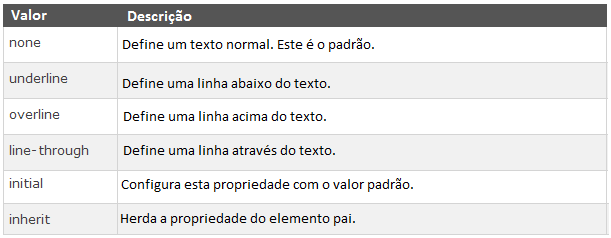 Valor Descrição
none Define um texto normal. Este é o padrão.
underline Define uma linha abaixo do texto.
overline Define uma linha acima do texto.
line-through Define uma linha através do texto.
initial Configura esta propriedade com o valor padrão.
inherit Herda a propriedade do elemento pai.